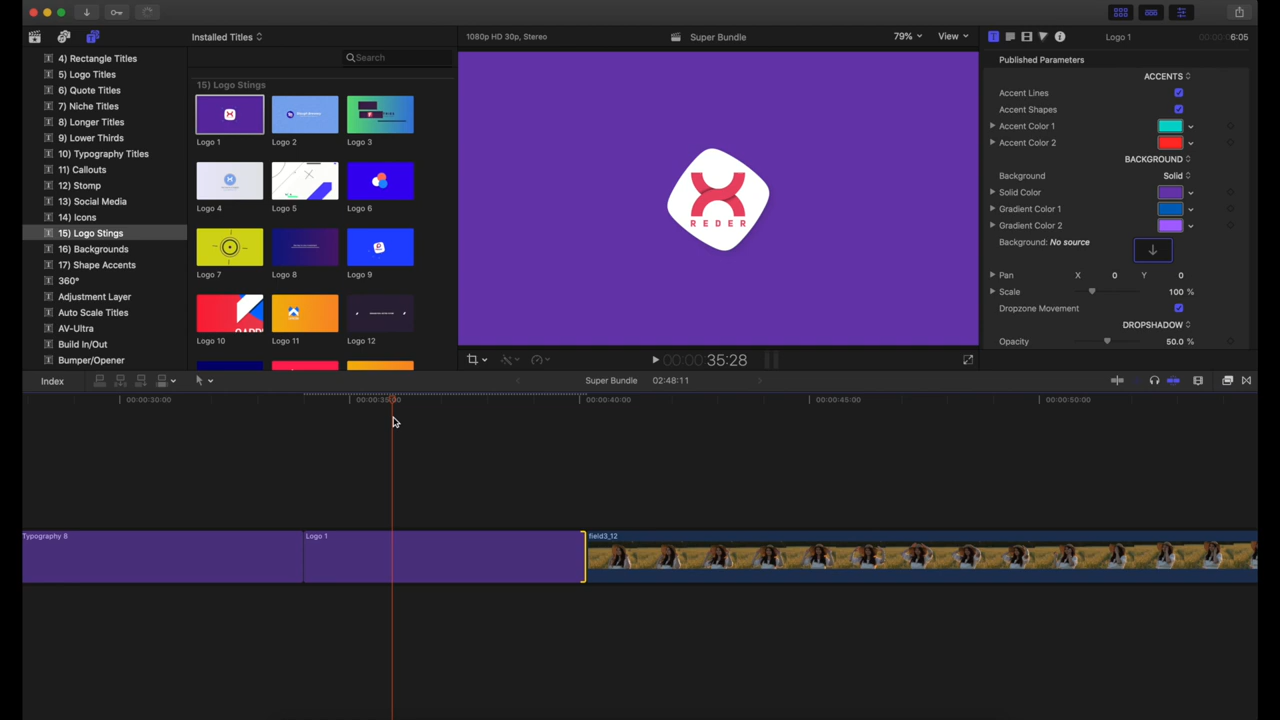 Installed Titles
1080p HD 30p, Stereo
Super Bundle
79%
View
Logo 1
6:05
4) Rectangle Titles
5) Logo Titles
6) Quote Titles
7) Niche Titles
8) Longer Titles
9) Lower Thirds
10) Typography Titles
11) Callouts
12) Stomp
13) Social Media
14) Icons
15) Logo Stings
16) Backgrounds
17) Shape Accents
360°
Adjustment Layer
Auto Scale Titles
AV-Ultra
Build In/Out
Bumper/Opener
Search
15) Logo Stings
Logo 1
Logo 2
Logo 3
Logo 4
Logo 5
Logo 6
Logo 7
Logo 8
Logo 9
Logo 10
Logo 11
Logo 12
REDER
00:00:35:28
Published Parameters
ACCENTS
Accent Lines
Accent Shapes
Accent Color 1
Accent Color 2
BACKGROUND
Background Solid
Solid Color
Gradient Color 1
Gradient Color 2
Background: No source
Pan X 0 Y 0
Scale 100 %
Dropzone Movement
DROPSHADOW
Opacity 50.0 %
Index
Super Bundle
02:48:11
00:00:30:00
00:00:35:00
00:00:40:00
00:00:45:00
00:00:50:00
Typography 8
Logo 1
field3_12